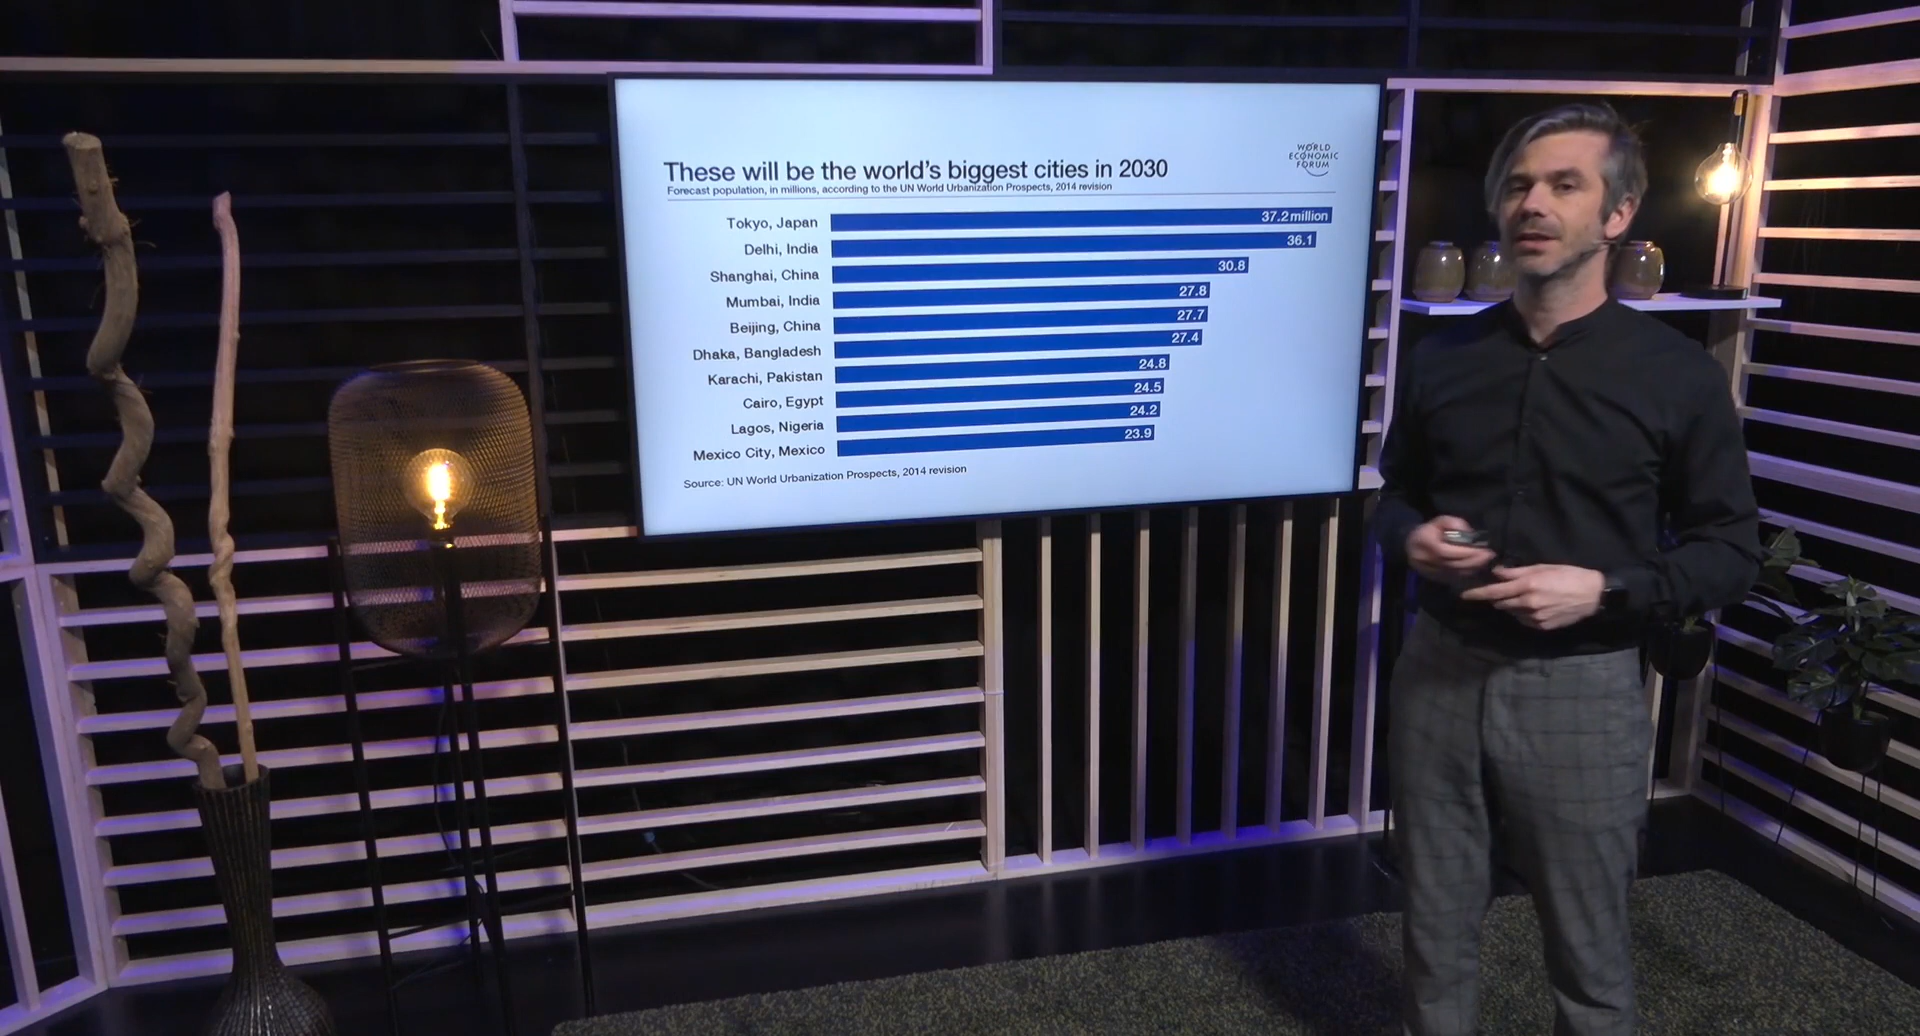 WORLD
ECONOMIC
FORUM
These will be the world's biggest cities in 2030
Forecast population, in millions, according to the UN World Urbanization Prospects, 2014 revision
Tokyo, Japan 37.2 million
Delhi, India 36.1
Shanghai, China 30.8
Mumbai, India 27.8
Beijing, China 27.7
Dhaka, Bangladesh 27.4
Karachi, Pakistan 24.8
Cairo, Egypt 24.5
Lagos, Nigeria 24.2
Mexico City, Mexico 23.9
Source: UN World Urbanization Prospects, 2014 revision